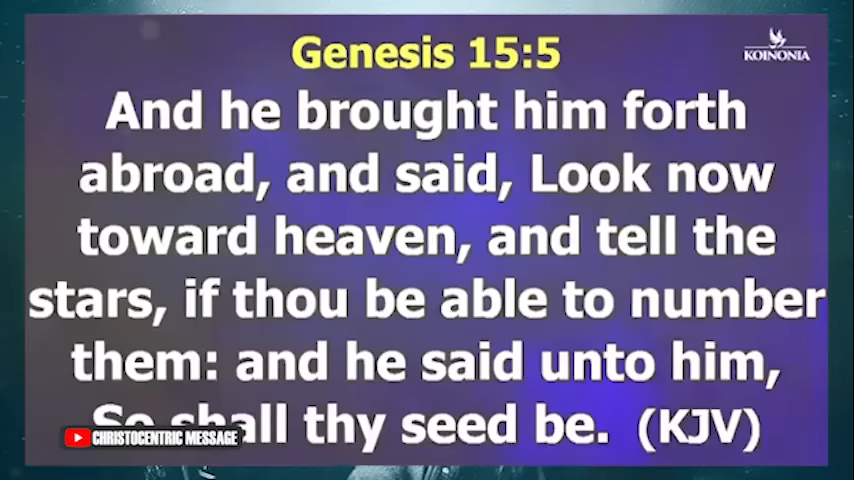 Genesis 15:5
KOINONIA
And he brought him forth
abroad, and said, Look now
toward heaven, and tell the
stars, if thou be able to number
them: and he said unto him,
So shall thy seed be. (KJV)
CHRISTOCENTRIC MESSAGE